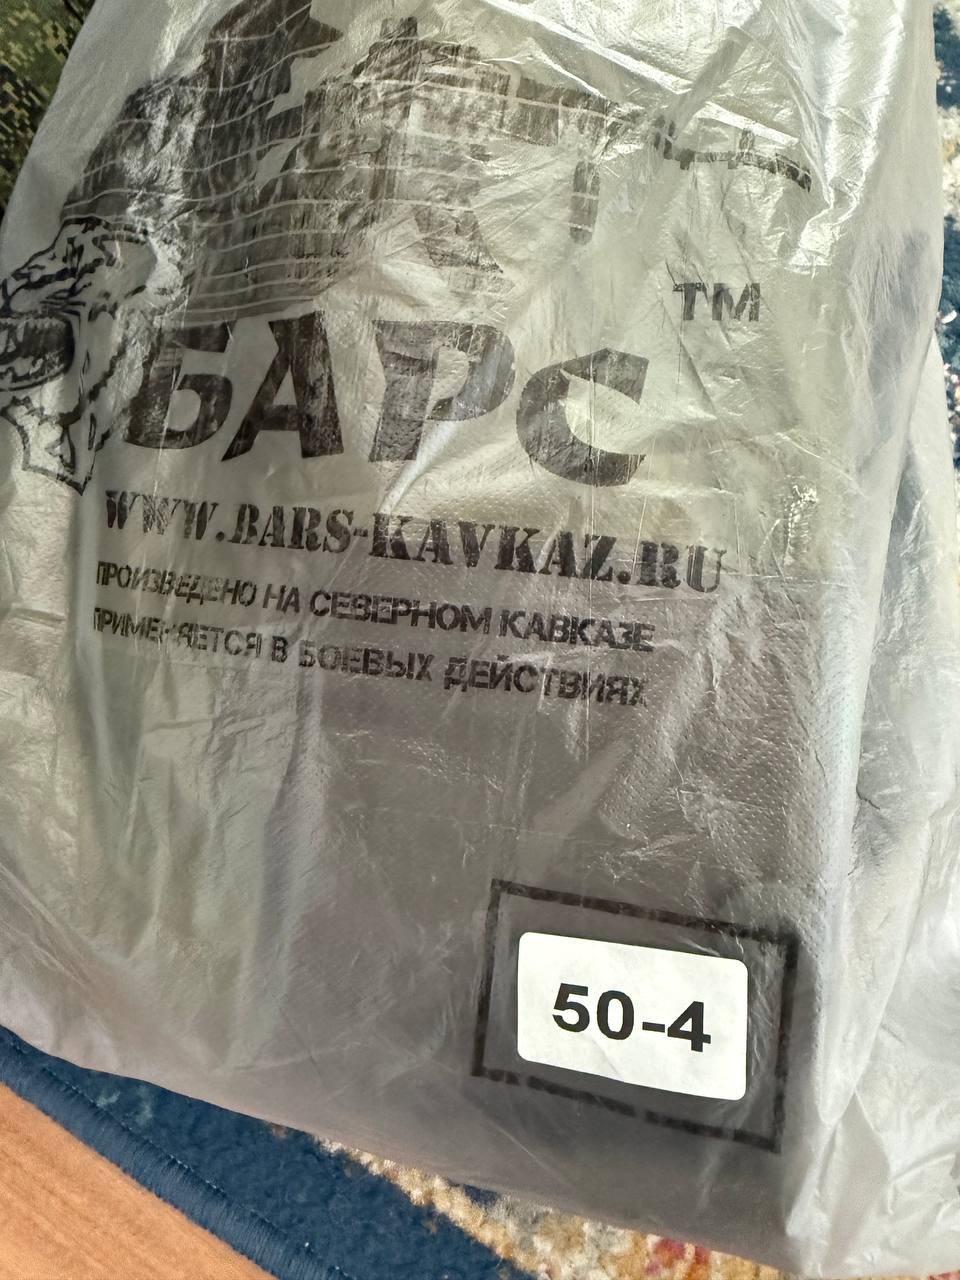 БАРС
TM
WWW.BARS-KAVKAZ.RU
ПРОИЗВЕДЕНО НА СЕВЕРНОМ КАВКАЗЕ
ПРИМЕНЯЕТСЯ В БОЕВЫХ ДЕЙСТВИЯХ
50-4